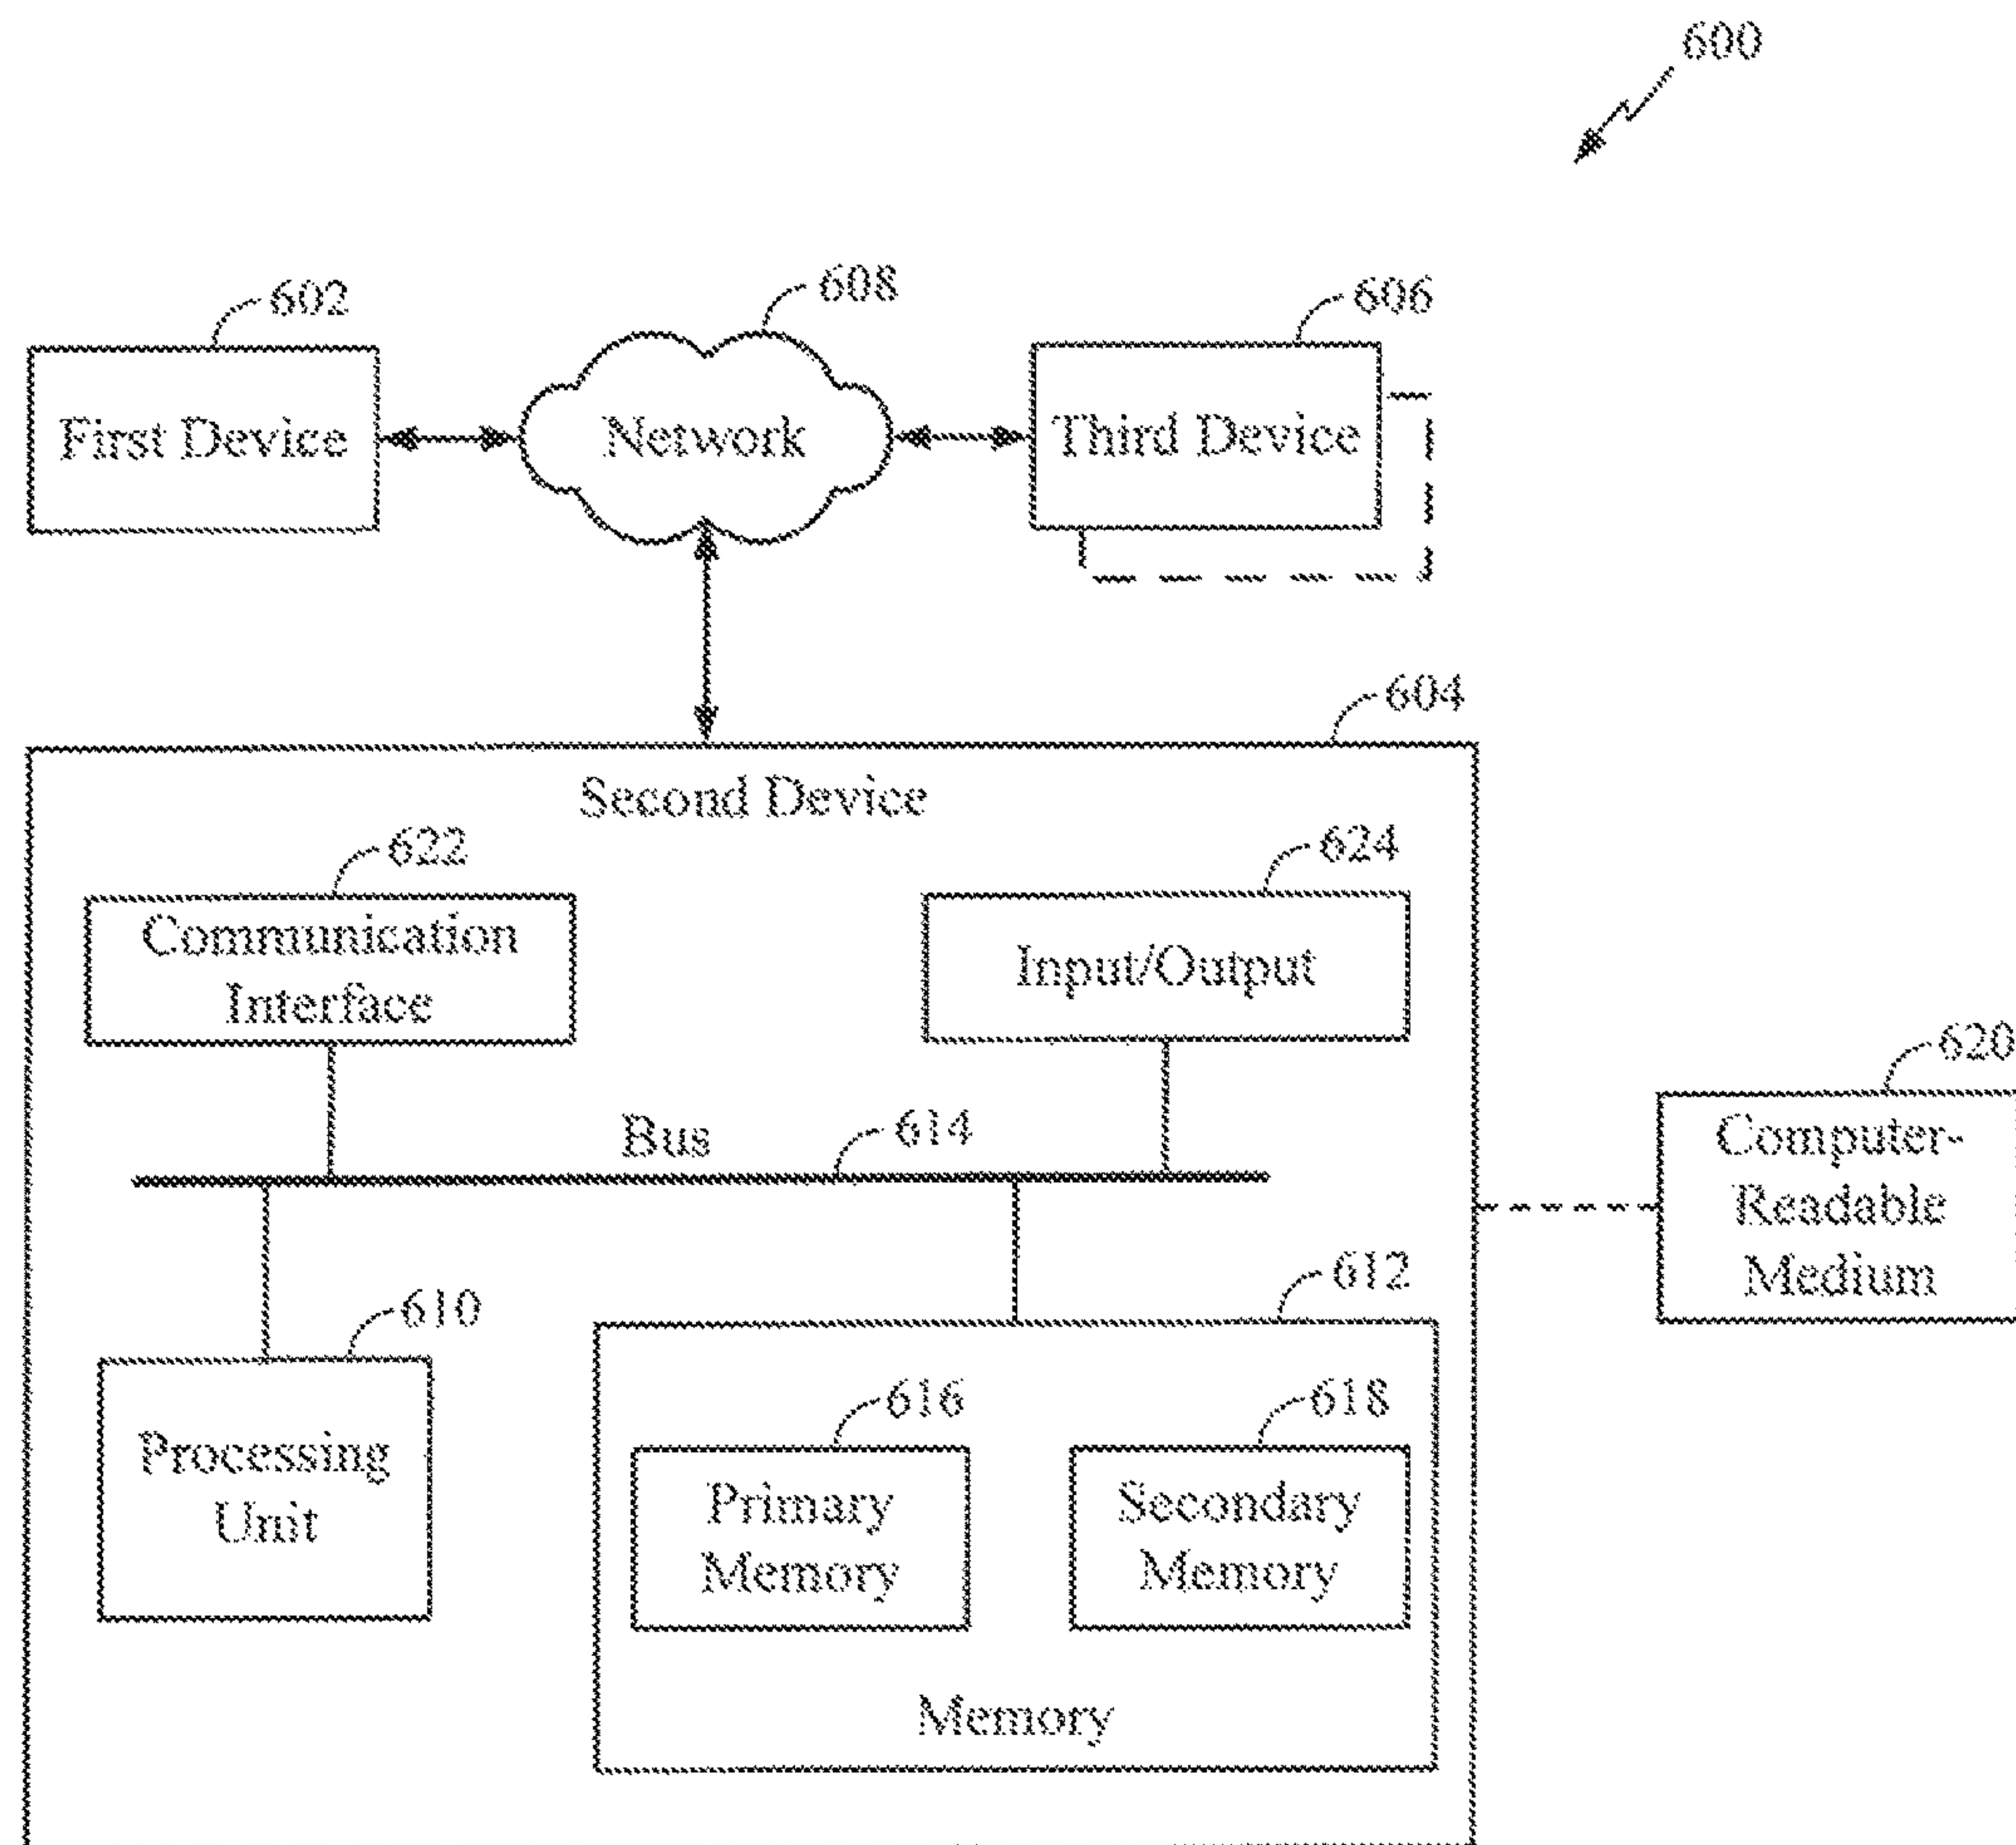 600
602
608
606
First Device
Network
Third Device
604
Second Device
622
624
Communication
Interface
Input/Output
620
Computer-
Readable
Medium
Bus
614
610
612
Processing
Unit
616
618
Primary
Memory
Secondary
Memory
Memory